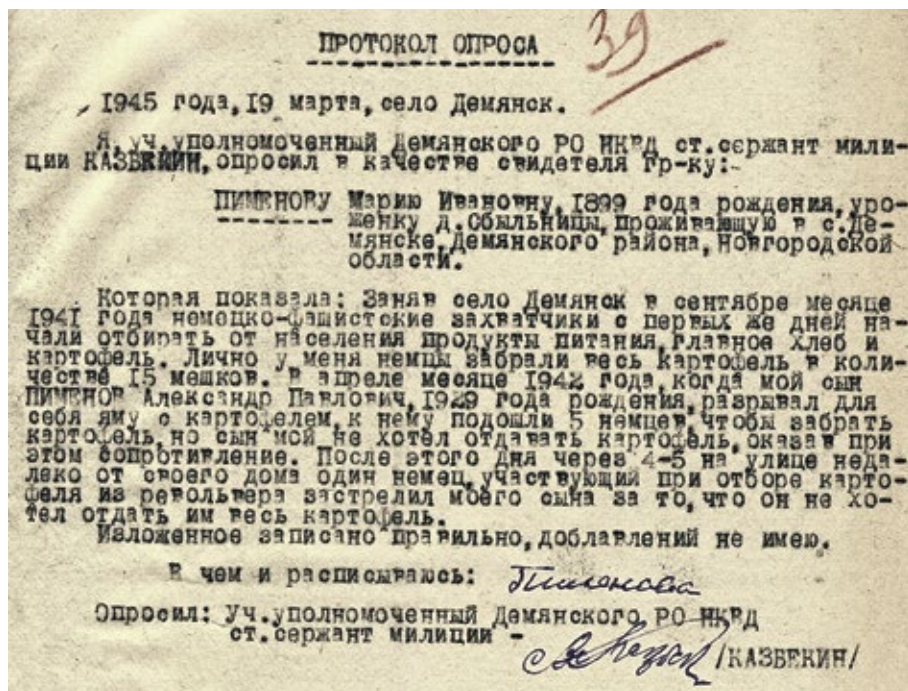 39
ПРОТОКОЛ ОПРОСА
1945 года, 19 марта, село Демянск.
Я, уч.уполномоченный Демянского РО НКВД ст.сержант мили-
ции КАЗБЕКИН, опросил в качестве свидетеля гр-ку:-
ПИМЕНОВУ Марию Ивановну, 1899 года рождения, уро-
женку д.Сбыльницы, проживающую в с.Де-
мянске, Демянского района, Новгородской
области.
Которая показала: Заняв село Демянск в сентябре месяце
1941 года немецко-фашистские захватчики с первых же дней на-
чали отбирать от населения продукты питания, главное хлеб и
картофель. Лично у меня немцы забрали весь картофель в коли-
честве 15 мешков. В апреле месяце 1942 года, когда мой сын
ПИМЕНОВ Александр Павлович, 1929 года рождения, разрывал для
себя яму с картофелем, к нему подошли 5 немцев, чтобы забрать
картофель, но сын мой не хотел отдавать картофель, оказав при
этом сопротивление. После этого дня через 4-5 на улице неда-
леко от своего дома один немец, участвующий при отборе карто-
феля из револьвера застрелил моего сына за то, что он не хо-
тел отдать им весь картофель.
Изложенное записано правильно, доблавлений не имею.
В чем и расписываюсь: Пименова
Опросил: Уч.уполномоченный Демянского РО НКВД
ст.сержант милиции -
/КАЗБЕКИН/